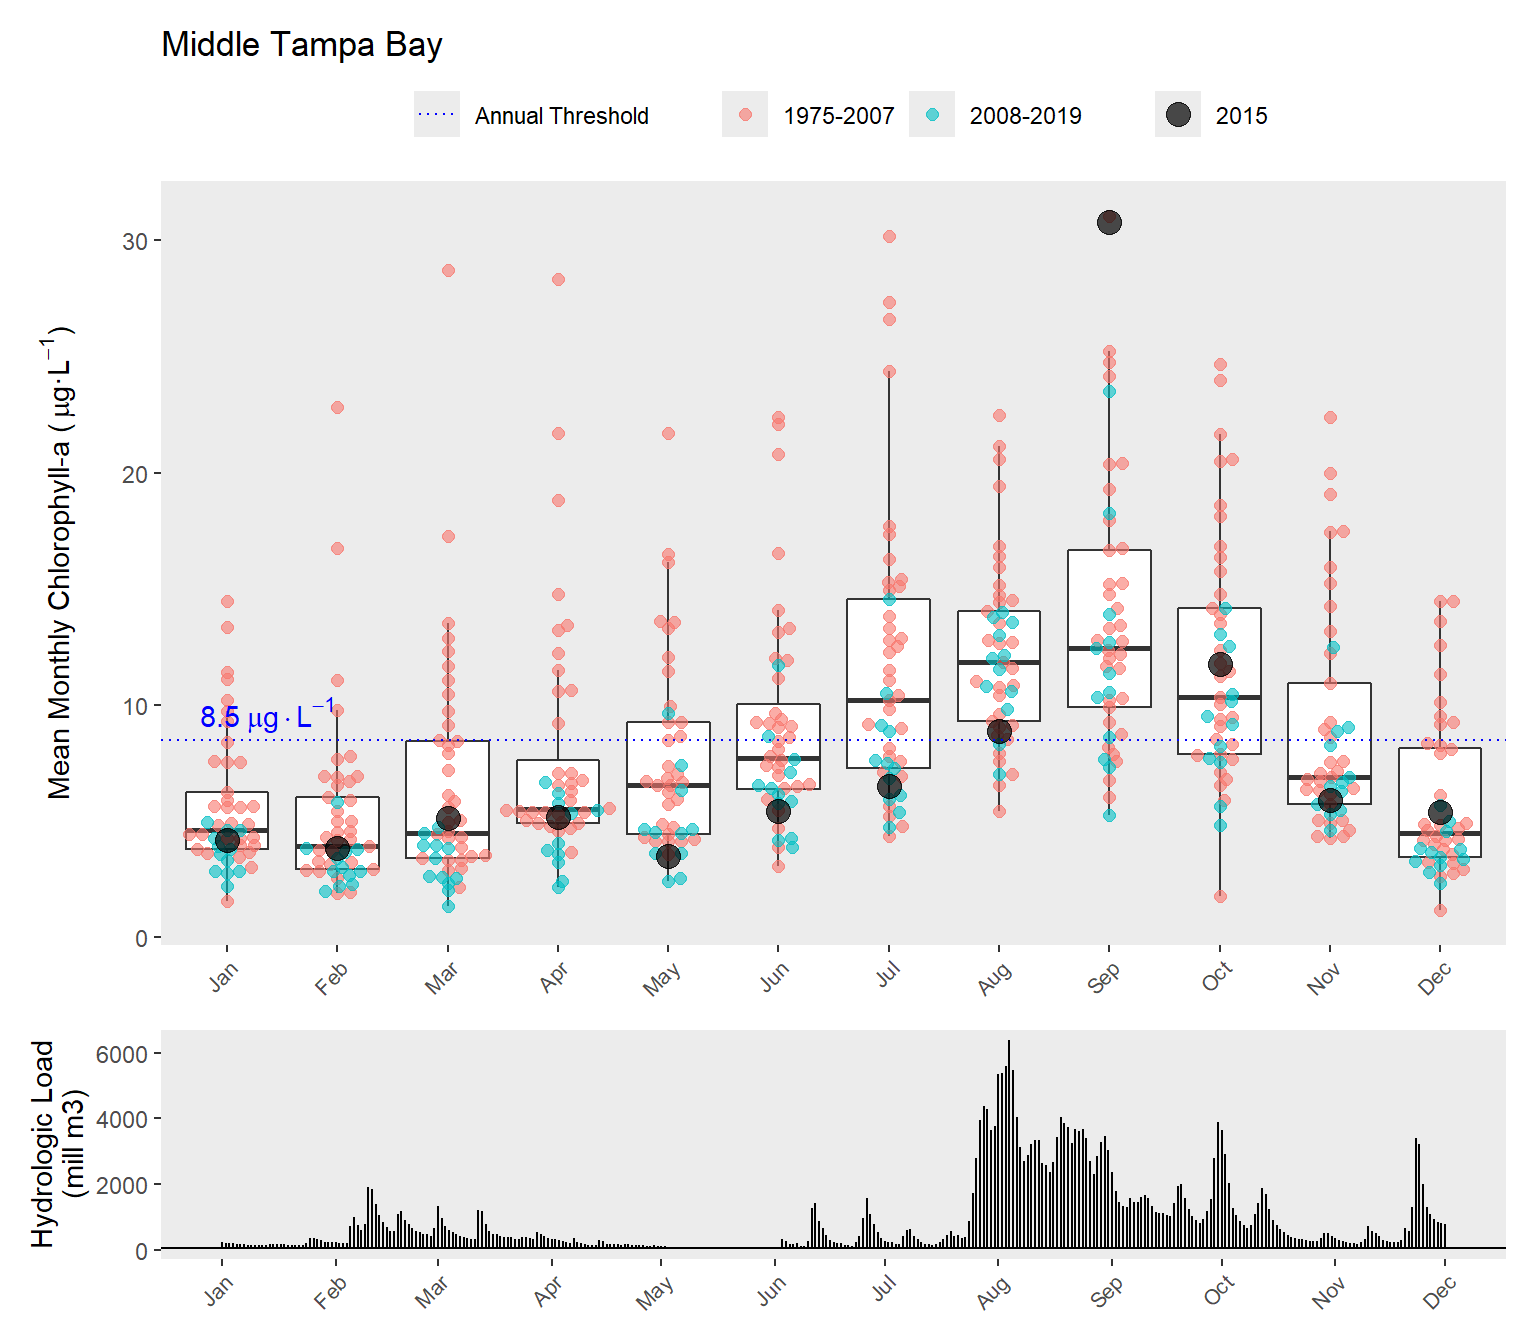 Middle Tampa Bay
Annual Threshold 1975-2007 2008-2019 2015
Mean Monthly Chlorophyll-a ( µg·L⁻¹)
30
20
10
0
8.5 µg · L⁻¹
Jan Feb Mar Apr May Jun Jul Aug Sep Oct Nov Dec
Hydrologic Load
(mill m3)
6000
4000
2000
0
Jan Feb Mar Apr May Jun Jul Aug Sep Oct Nov Dec